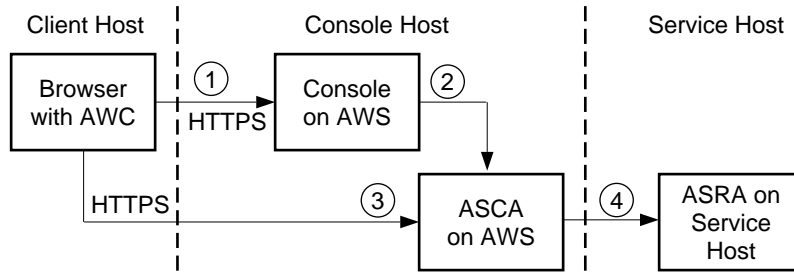 Client Host
Console Host
Service Host
Browser
with AWC
1
HTTPS
Console
on AWS
2
HTTPS
3
ASCA
on AWS
4
ASRA on
Service
Host